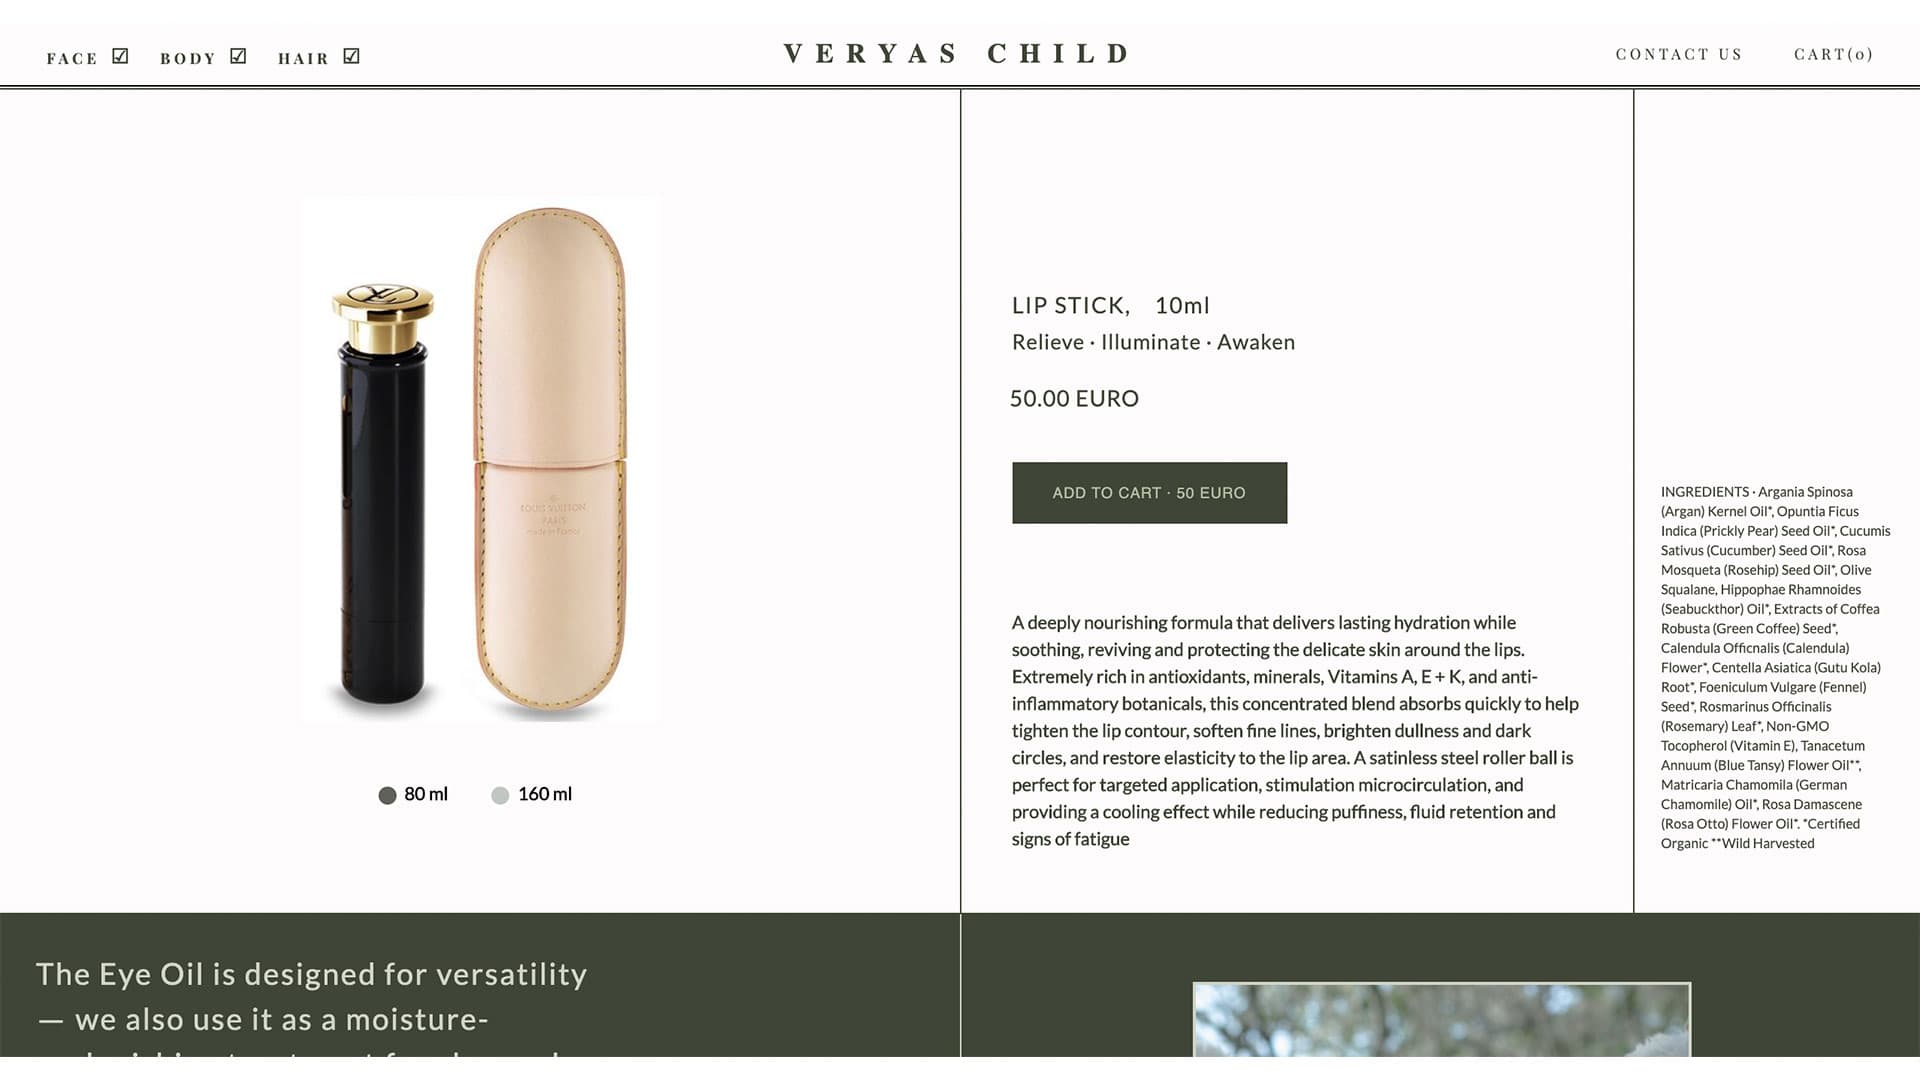 FACE ☑ BODY ☑ HAIR ☑
VERYAS CHILD
CONTACT US CART(0)
LOUIS VUITTON
PARIS
made in France
LIP STICK, 10ml
Relieve · Illuminate · Awaken
50.00 EURO
ADD TO CART · 50 EURO
80 ml 160 ml
A deeply nourishing formula that delivers lasting hydration while
soothing, reviving and protecting the delicate skin around the lips.
Extremely rich in antioxidants, minerals, Vitamins A, E + K, and anti-
inflammatory botanicals, this concentrated blend absorbs quickly to help
tighten the lip contour, soften fine lines, brighten dullness and dark
circles, and restore elasticity to the lip area. A satinless steel roller ball is
perfect for targeted application, stimulation microcirculation, and
providing a cooling effect while reducing puffiness, fluid retention and
signs of fatigue
INGREDIENTS · Argania Spinosa
(Argan) Kernel Oil*, Opuntia Ficus
Indica (Prickly Pear) Seed Oil*, Cucumis
Sativus (Cucumber) Seed Oil*, Rosa
Mosqueta (Rosehip) Seed Oil*, Olive
Squalane, Hippophae Rhamnoides
(Seabuckthor) Oil*, Extracts of Coffea
Robusta (Green Coffee) Seed*,
Calendula Officnalis (Calendula)
Flower*, Centella Asiatica (Gutu Kola)
Root*, Foeniculum Vulgare (Fennel)
Seed*, Rosmarinus Officinalis
(Rosemary) Leaf*, Non-GMO
Tocopherol (Vitamin E), Tanacetum
Annuum (Blue Tansy) Flower Oil**,
Matricaria Chamomila (German
Chamomile) Oil*, Rosa Damascene
(Rosa Otto) Flower Oil*. *Certified
Organic **Wild Harvested
The Eye Oil is designed for versatility
— we also use it as a moisture-